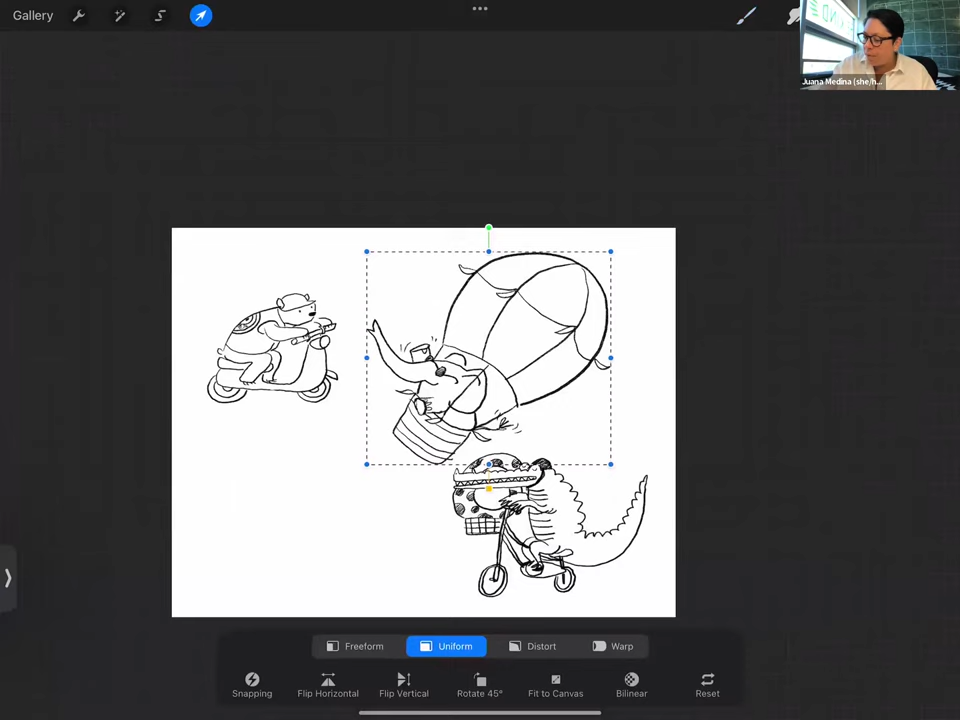 Gallery
Juana Medina (she/h...
Freeform Uniform Distort Warp
Snapping Flip Horizontal Flip Vertical Rotate 45° Fit to Canvas Bilinear Reset